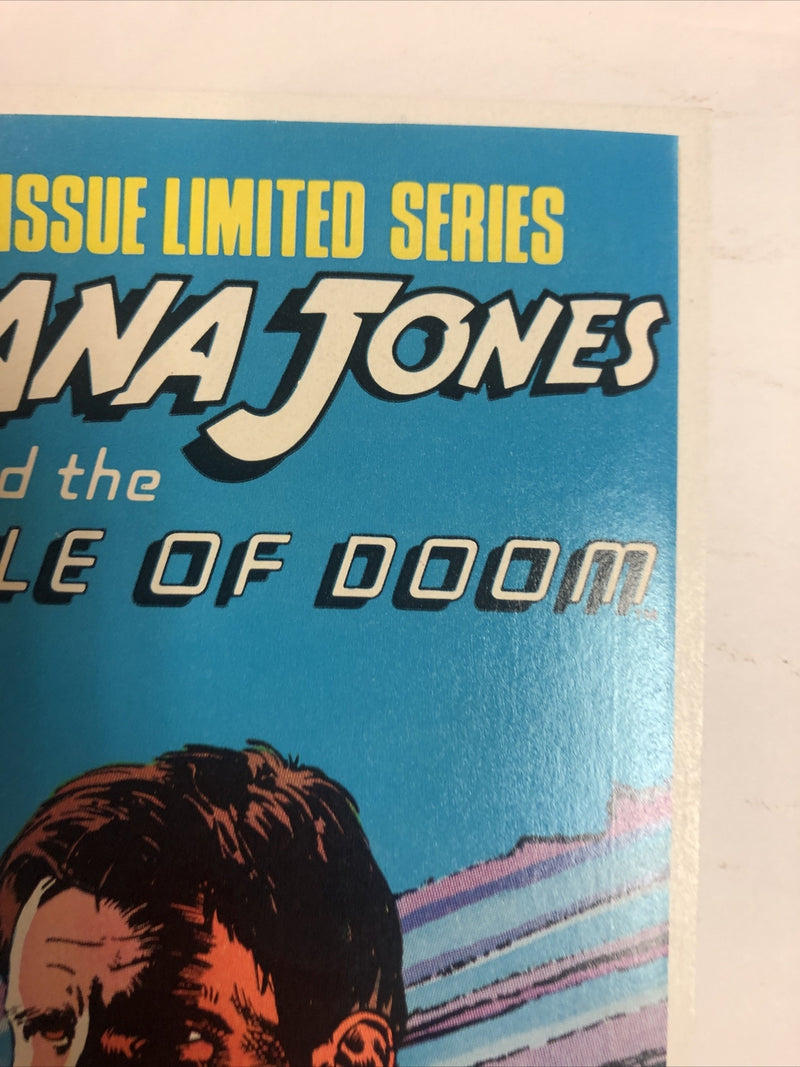 ISSUE LIMITED SERIES
ANA JONES
d the
LE OF DOOM